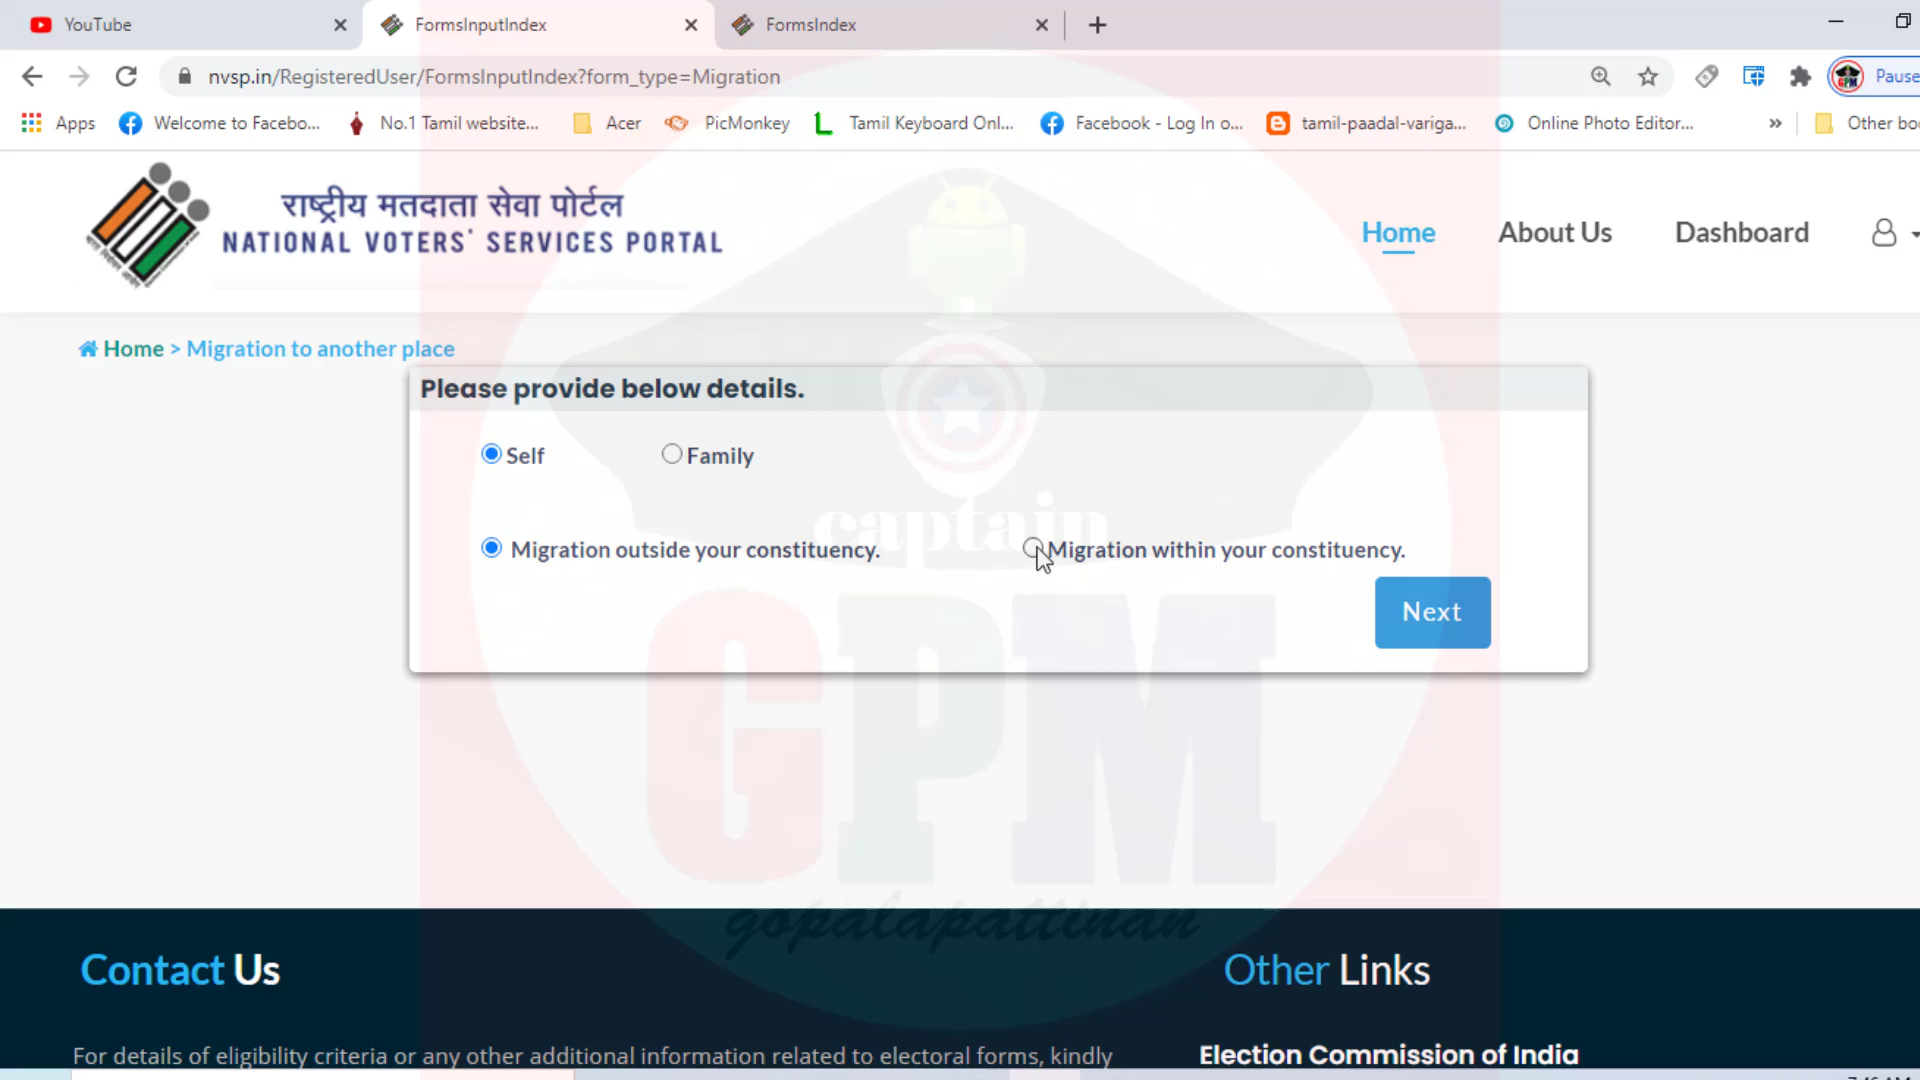 YouTube
FormsInputIndex
FormsIndex
nvsp.in/RegisteredUser/FormsInputIndex?form_type=Migration
Pause
Apps
Welcome to Facebo...
No.1 Tamil website...
Acer
PicMonkey
Tamil Keyboard Onl...
Facebook - Log In o...
tamil-paadal-variga...
Online Photo Editor...
»
Other bo
राष्ट्रीय मतदाता सेवा पोर्टल
NATIONAL VOTERS' SERVICES PORTAL
Home
About Us
Dashboard
Home > Migration to another place
Please provide below details.
Self
Family
captain
Migration outside your constituency.
Migration within your constituency.
Next
GPM
gopalapattinan
Contact Us
Other Links
For details of eligibility criteria or any other additional information related to electoral forms, kindly
Election Commission of India